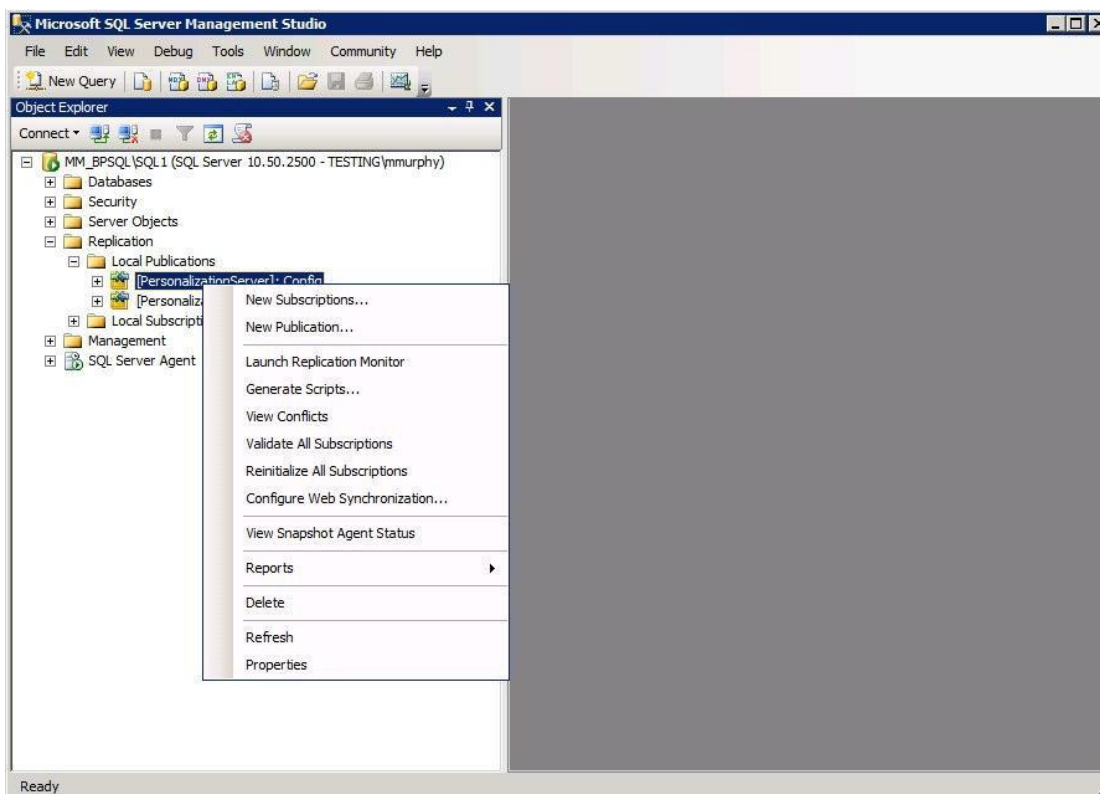 Microsoft SQL Server Management Studio
File Edit View Debug Tools Window Community Help
New Query
Object Explorer
Connect
MM_BPSQL\SQL1 (SQL Server 10.50.2500 - TESTING\mmurphy)
Databases
Security
Server Objects
Replication
Local Publications
[PersonalizationServer]: Config
[Personaliz
Local Subscripti
Management
SQL Server Agent
New Subscriptions...
New Publication...
Launch Replication Monitor
Generate Scripts...
View Conflicts
Validate All Subscriptions
Reinitialize All Subscriptions
Configure Web Synchronization...
View Snapshot Agent Status
Reports
Delete
Refresh
Properties
Ready